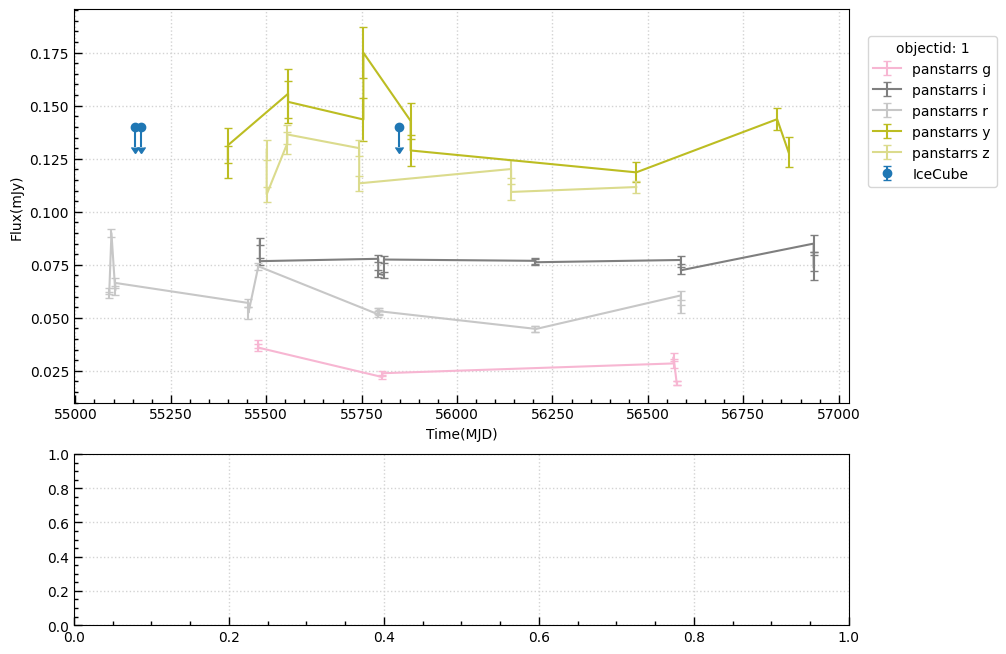 0.175
0.150
0.125
0.100
0.075
0.050
0.025
Flux(mJy)
55000 55250 55500 55750 56000 56250 56500 56750 57000
Time(MJD)
objectid: 1
panstarrs g
panstarrs i
panstarrs r
panstarrs y
panstarrs z
IceCube
1.0
0.8
0.6
0.4
0.2
0.0
0.0 0.2 0.4 0.6 0.8 1.0